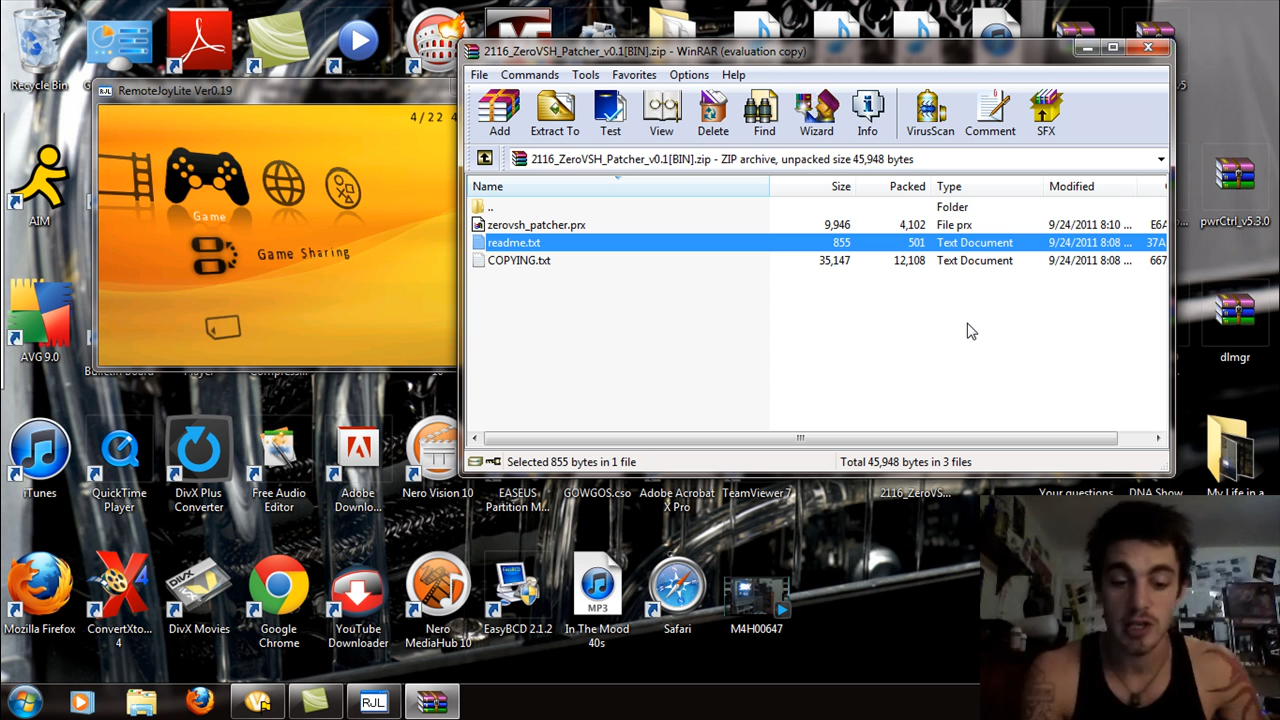 2116_ZeroVSH_Patcher_v0.1[BIN].zip - WinRAR (evaluation copy)
File Commands Tools Favorites Options Help
Add Extract To Test View Delete Find Wizard Info VirusScan Comment SFX
2116_ZeroVSH_Patcher_v0.1[BIN].zip - ZIP archive, unpacked size 45,948 bytes
Name Size Packed Type Modified
.. Folder
zerovsh_patcher.prx 9,946 4,102 File prx 9/24/2011 8:10 ... E6A
readme.txt 855 501 Text Document 9/24/2011 8:08 ... 37A
COPYING.txt 35,147 12,108 Text Document 9/24/2011 8:08 ... 667
Selected 855 bytes in 1 file Total 45,948 bytes in 3 files
RemoteJoyLite Ver0.19
4/22 4
Game
Game Sharing
Recycle Bin
AIM
AVG 9.0
pwrCtrl_v5.3.0
dlmgr
iTunes
QuickTime Player
DivX Plus Converter
Free Audio Editor
Adobe Downlo...
Nero Vision 10
EASEUS Partition M...
GOWGOS.cso
Adobe Acrobat X Pro
TeamViewer 7
2116_ZeroVS...
Your questions
DNA Show
My Life in a
Mozilla Firefox
ConvertXto... 4
DivX Movies
Google Chrome
YouTube Downloader
Nero MediaHub 10
EasyBCD 2.1.2
MP3
In The Mood 40s
Safari
M4H00647
RJL